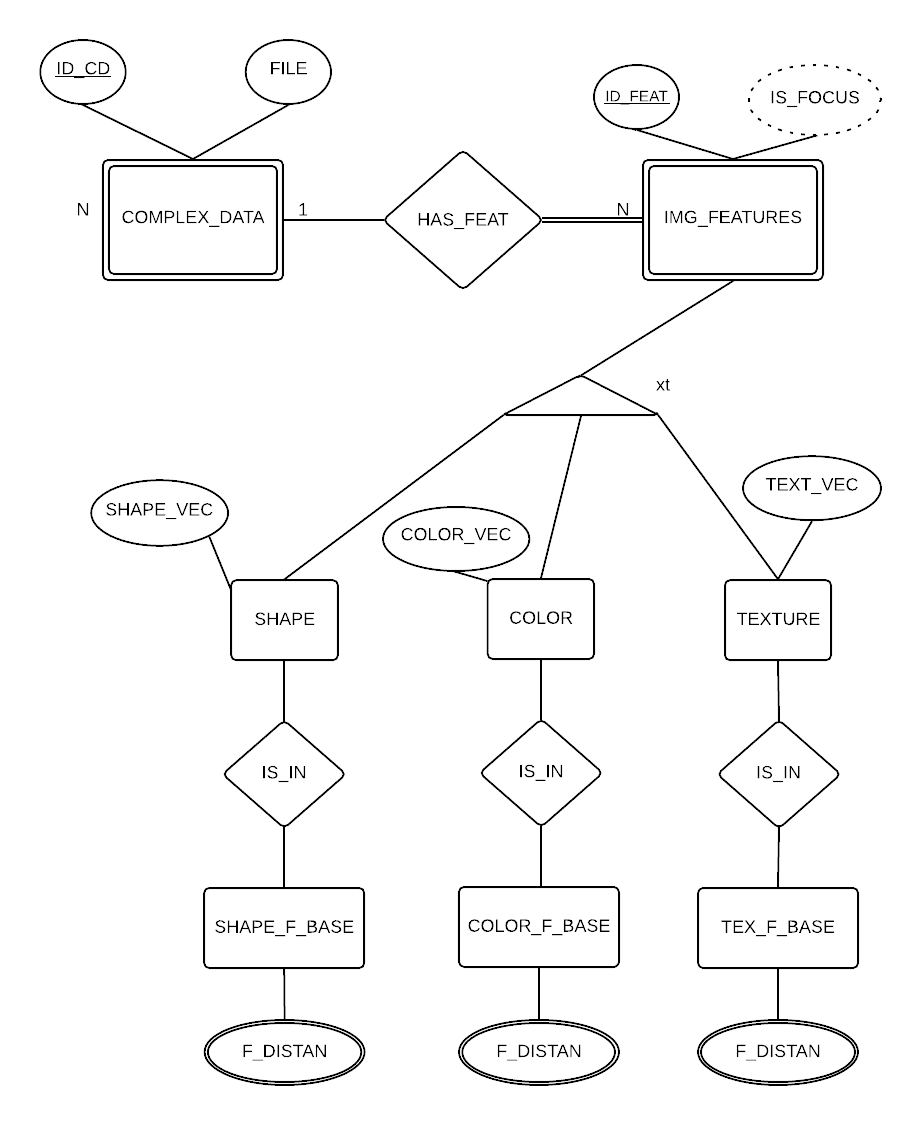 ID_CD
FILE
ID_FEAT
IS_FOCUS
N
COMPLEX_DATA
1
HAS_FEAT
N
IMG_FEATURES
xt
SHAPE_VEC
COLOR_VEC
TEXT_VEC
SHAPE
COLOR
TEXTURE
IS_IN
IS_IN
IS_IN
SHAPE_F_BASE
COLOR_F_BASE
TEX_F_BASE
F_DISTAN
F_DISTAN
F_DISTAN